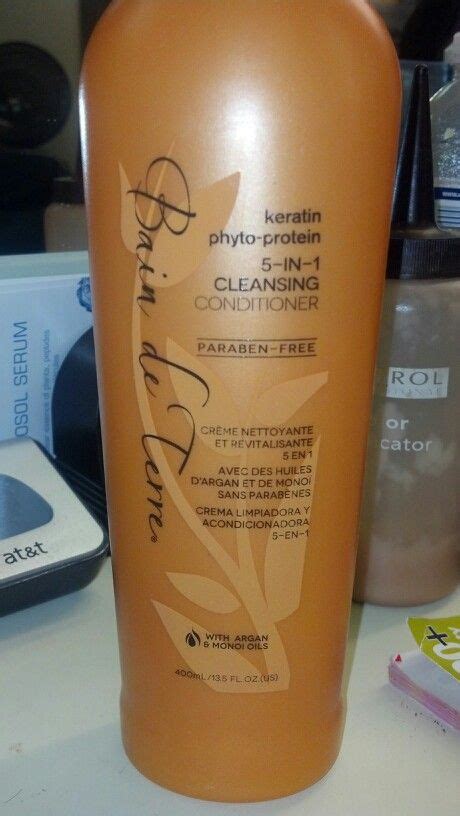 Bain de Terre®
keratin
phyto-protein
5-IN-1
CLEANSING
CONDITIONER
PARABEN-FREE
CRÈME NETTOYANTE
ET REVITALISANTE
5 EN 1
AVEC DES HUILES
D'ARGAN ET DE MONOÏ
SANS PARABÈNES
CREMA LIMPIADORA Y
ACONDICIONADORA
5-EN-1
WITH ARGAN
& MONOI OILS
400mL/13.5 FL.OZ.(US)
OSOL SERUM
at&t
ROL
or
cator